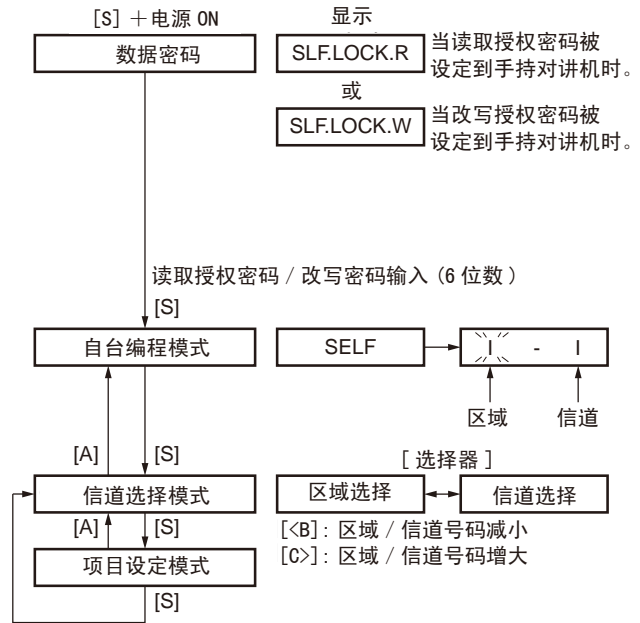 [S] ＋电源 ON
显示
数据密码
SLF.LOCK.R
当读取授权密码被
设定到手持对讲机时。
或
SLF.LOCK.W
当改写授权密码被
设定到手持对讲机时。
读取授权密码 / 改写密码输入 (6 位数 )
[S]
自台编程模式
SELF
I - I
区域
信道
[A]
[S]
[ 选择器 ]
信道选择模式
区域选择
信道选择
[A]
[S]
[<B]: 区域 / 信道号码减小
[C>]: 区域 / 信道号码增大
项目设定模式
[S]